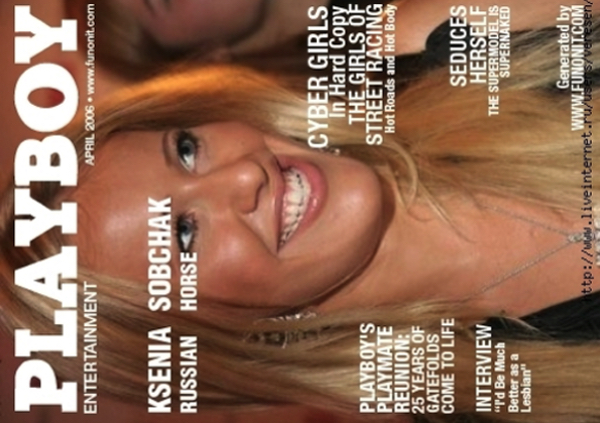 PLAYBOY
ENTERTAINMENT
APRIL 2006 • www.funonit.com
KSENIA SOBCHAK
RUSSIAN HORSE
CYBER GIRLS
In Hard Copy
THE GIRLS OF
STREET RACING
Hot Roads and Hot Body
SEDUCES
HERSELF
THE SUPERMODEL IS
SUPERNAKED
PLAYBOY'S
PLAYMATE
REUNION:
25 YEARS OF
GATEFOLDS
COME TO LIFE
INTERVIEW
"I'd Be Much
Better as a
Lesbian"
Generated by
WWW.FUNONIT.COM